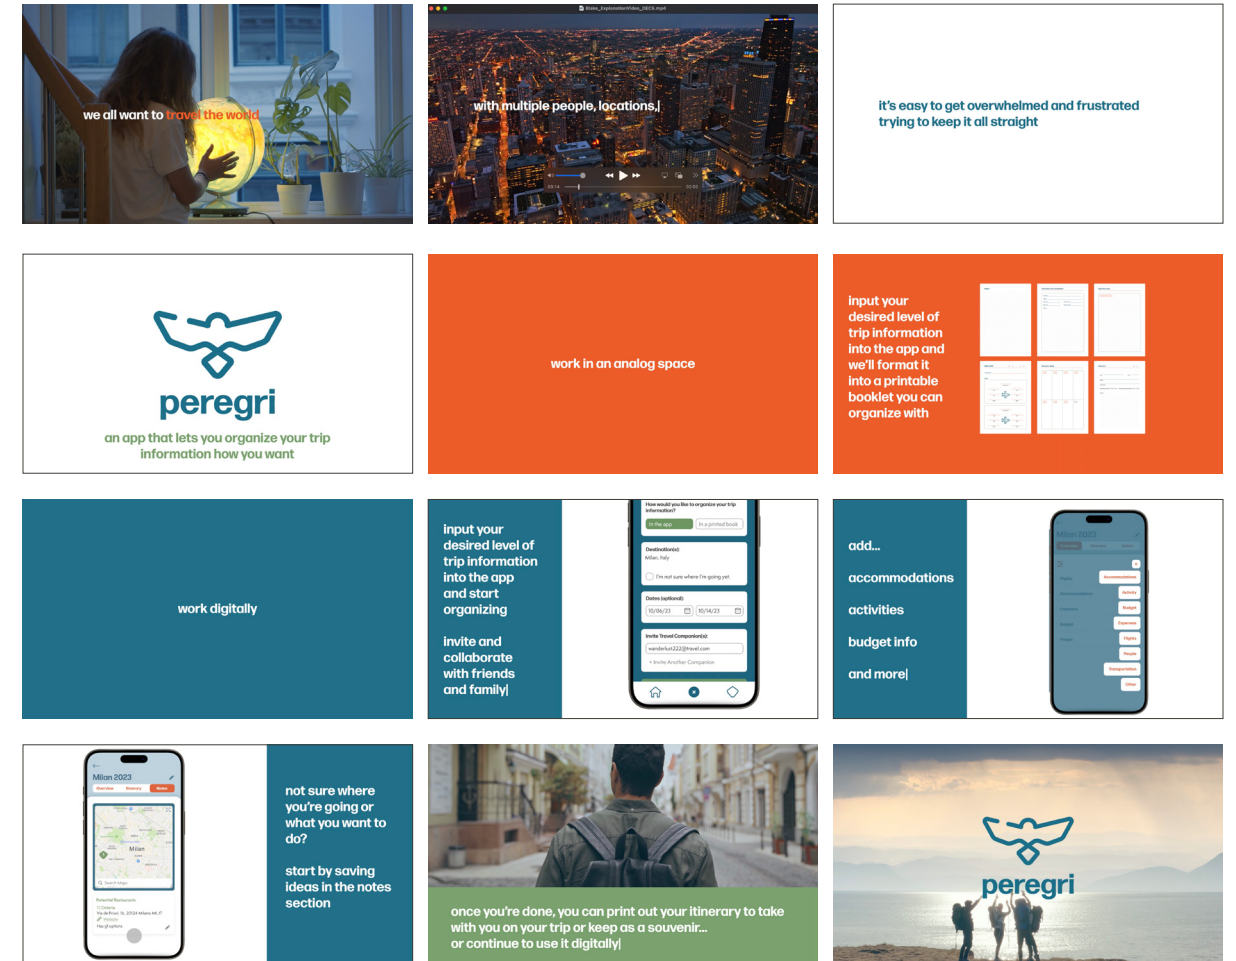 we all want to travel the world
Blake_ExplanationVideo_DECS.mp4
with multiple people, locations,
it's easy to get overwhelmed and frustrated
trying to keep it all straight
peregri
an app that lets you organize your trip
information how you want
work in an analog space
input your
desired level of
trip information
into the app and
we'll format it
into a printable
booklet you can
organize with
work digitally
input your
desired level of
trip information
into the app
and start
organizing
invite and
collaborate
with friends
and family
How would you like to organize your trip
information?
In the app
In a printed book
Destination(s):
Milan, Italy
I'm not sure where I'm going yet.
Dates (optional):
10/06/23
10/14/23
Invite Travel Companion(s):
wanderlust222@travel.com
+ Invite Another Companion
add...
accommodations
activities
budget info
and more
Milan 2023
Accommodations
Activity
Budget
Expenses
Flights
People
Transportation
Other
Milan 2023
Overview
Itinerary
Notes
Milan
Search Maps
Potential Restaurants
Website
Has gf options
not sure where
you're going or
what you want to
do?
start by saving
ideas in the notes
section
once you're done, you can print out your itinerary to take
with you on your trip or keep as a souvenir...
or continue to use it digitally
peregri